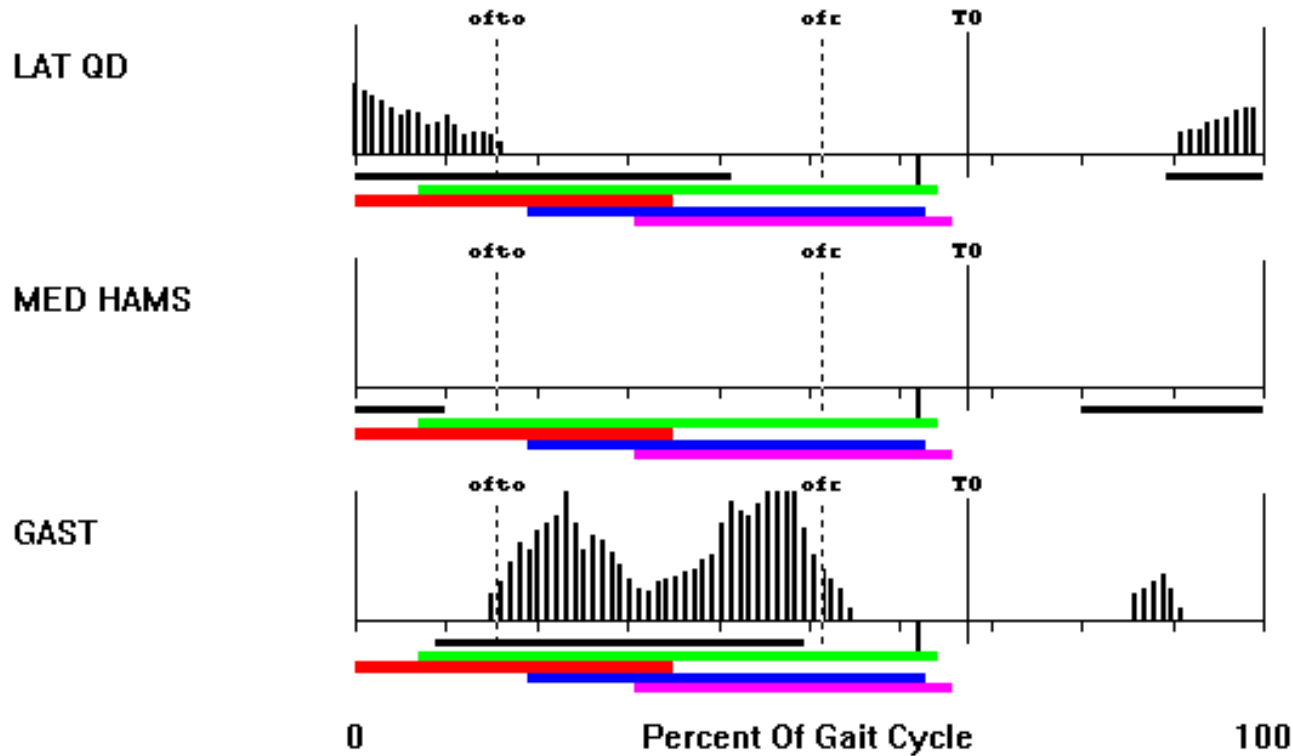 ofto ofc TO
LAT QD
ofto ofc TO
MED HAMS
ofto ofc TO
GAST
0 Percent Of Gait Cycle 100